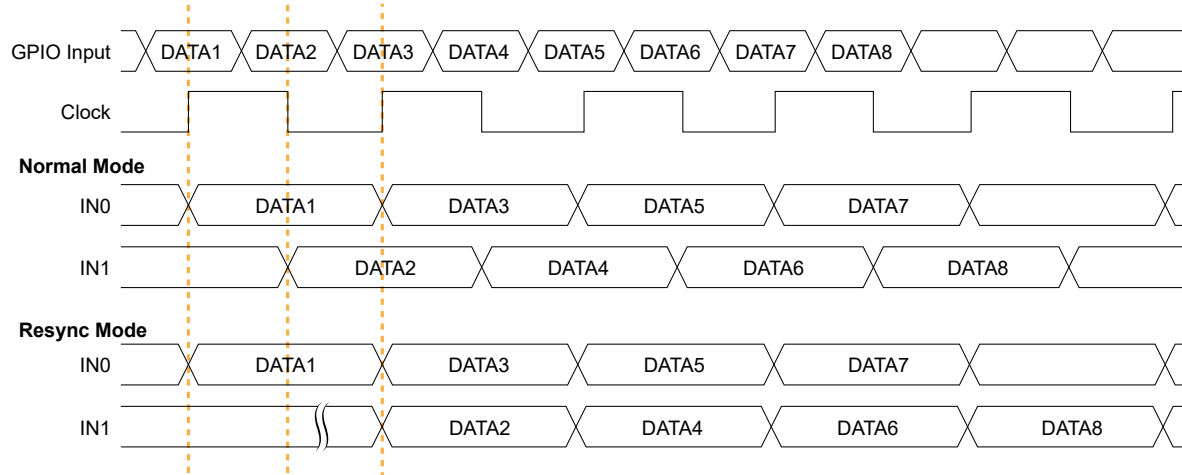 GPIO Input DATA1 DATA2 DATA3 DATA4 DATA5 DATA6 DATA7 DATA8
Clock
Normal Mode
IN0 DATA1 DATA3 DATA5 DATA7
IN1 DATA2 DATA4 DATA6 DATA8
Resync Mode
IN0 DATA1 DATA3 DATA5 DATA7
IN1 DATA2 DATA4 DATA6 DATA8